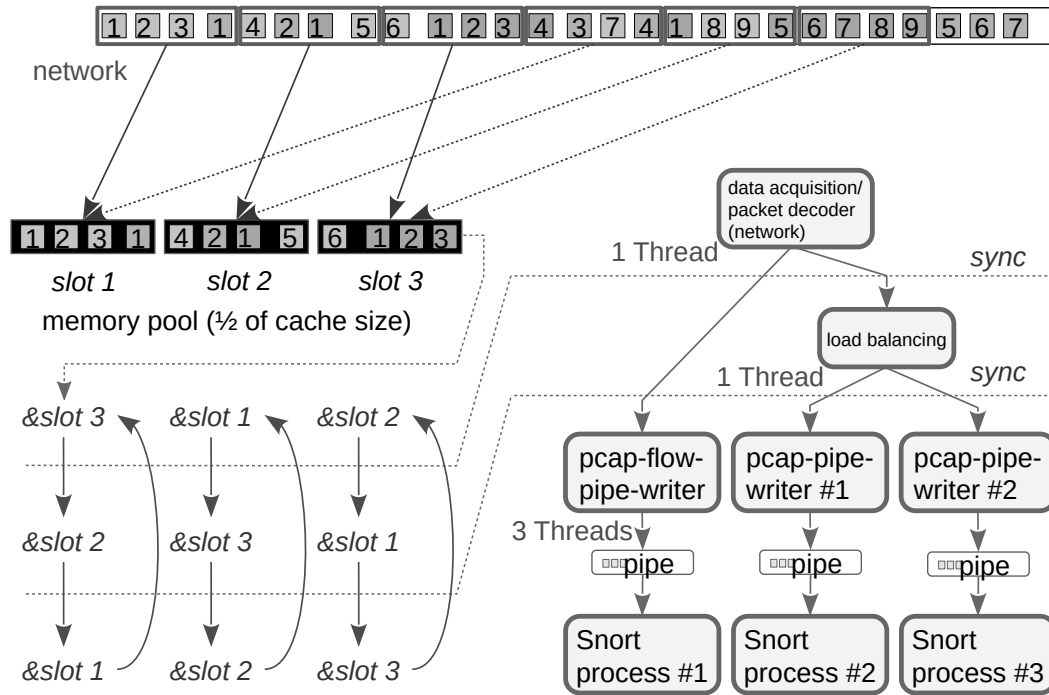 1 2 3 1 4 2 1 5 6 1 2 3 4 3 7 4 1 8 9 5 6 7 8 9 5 6 7
network
1 2 3 1 4 2 1 5 6 1 2 3
slot 1 slot 2 slot 3
memory pool (½ of cache size)
&slot 3 &slot 1 &slot 2
&slot 2 &slot 3 &slot 1
&slot 1 &slot 2 &slot 3
data acquisition/
packet decoder
(network)
1 Thread
sync
load balancing
1 Thread
sync
pcap-flow-
pipe-writer
pcap-pipe-
writer #1
pcap-pipe-
writer #2
3 Threads
pipe pipe pipe
Snort
process #1
Snort
process #2
Snort
process #3